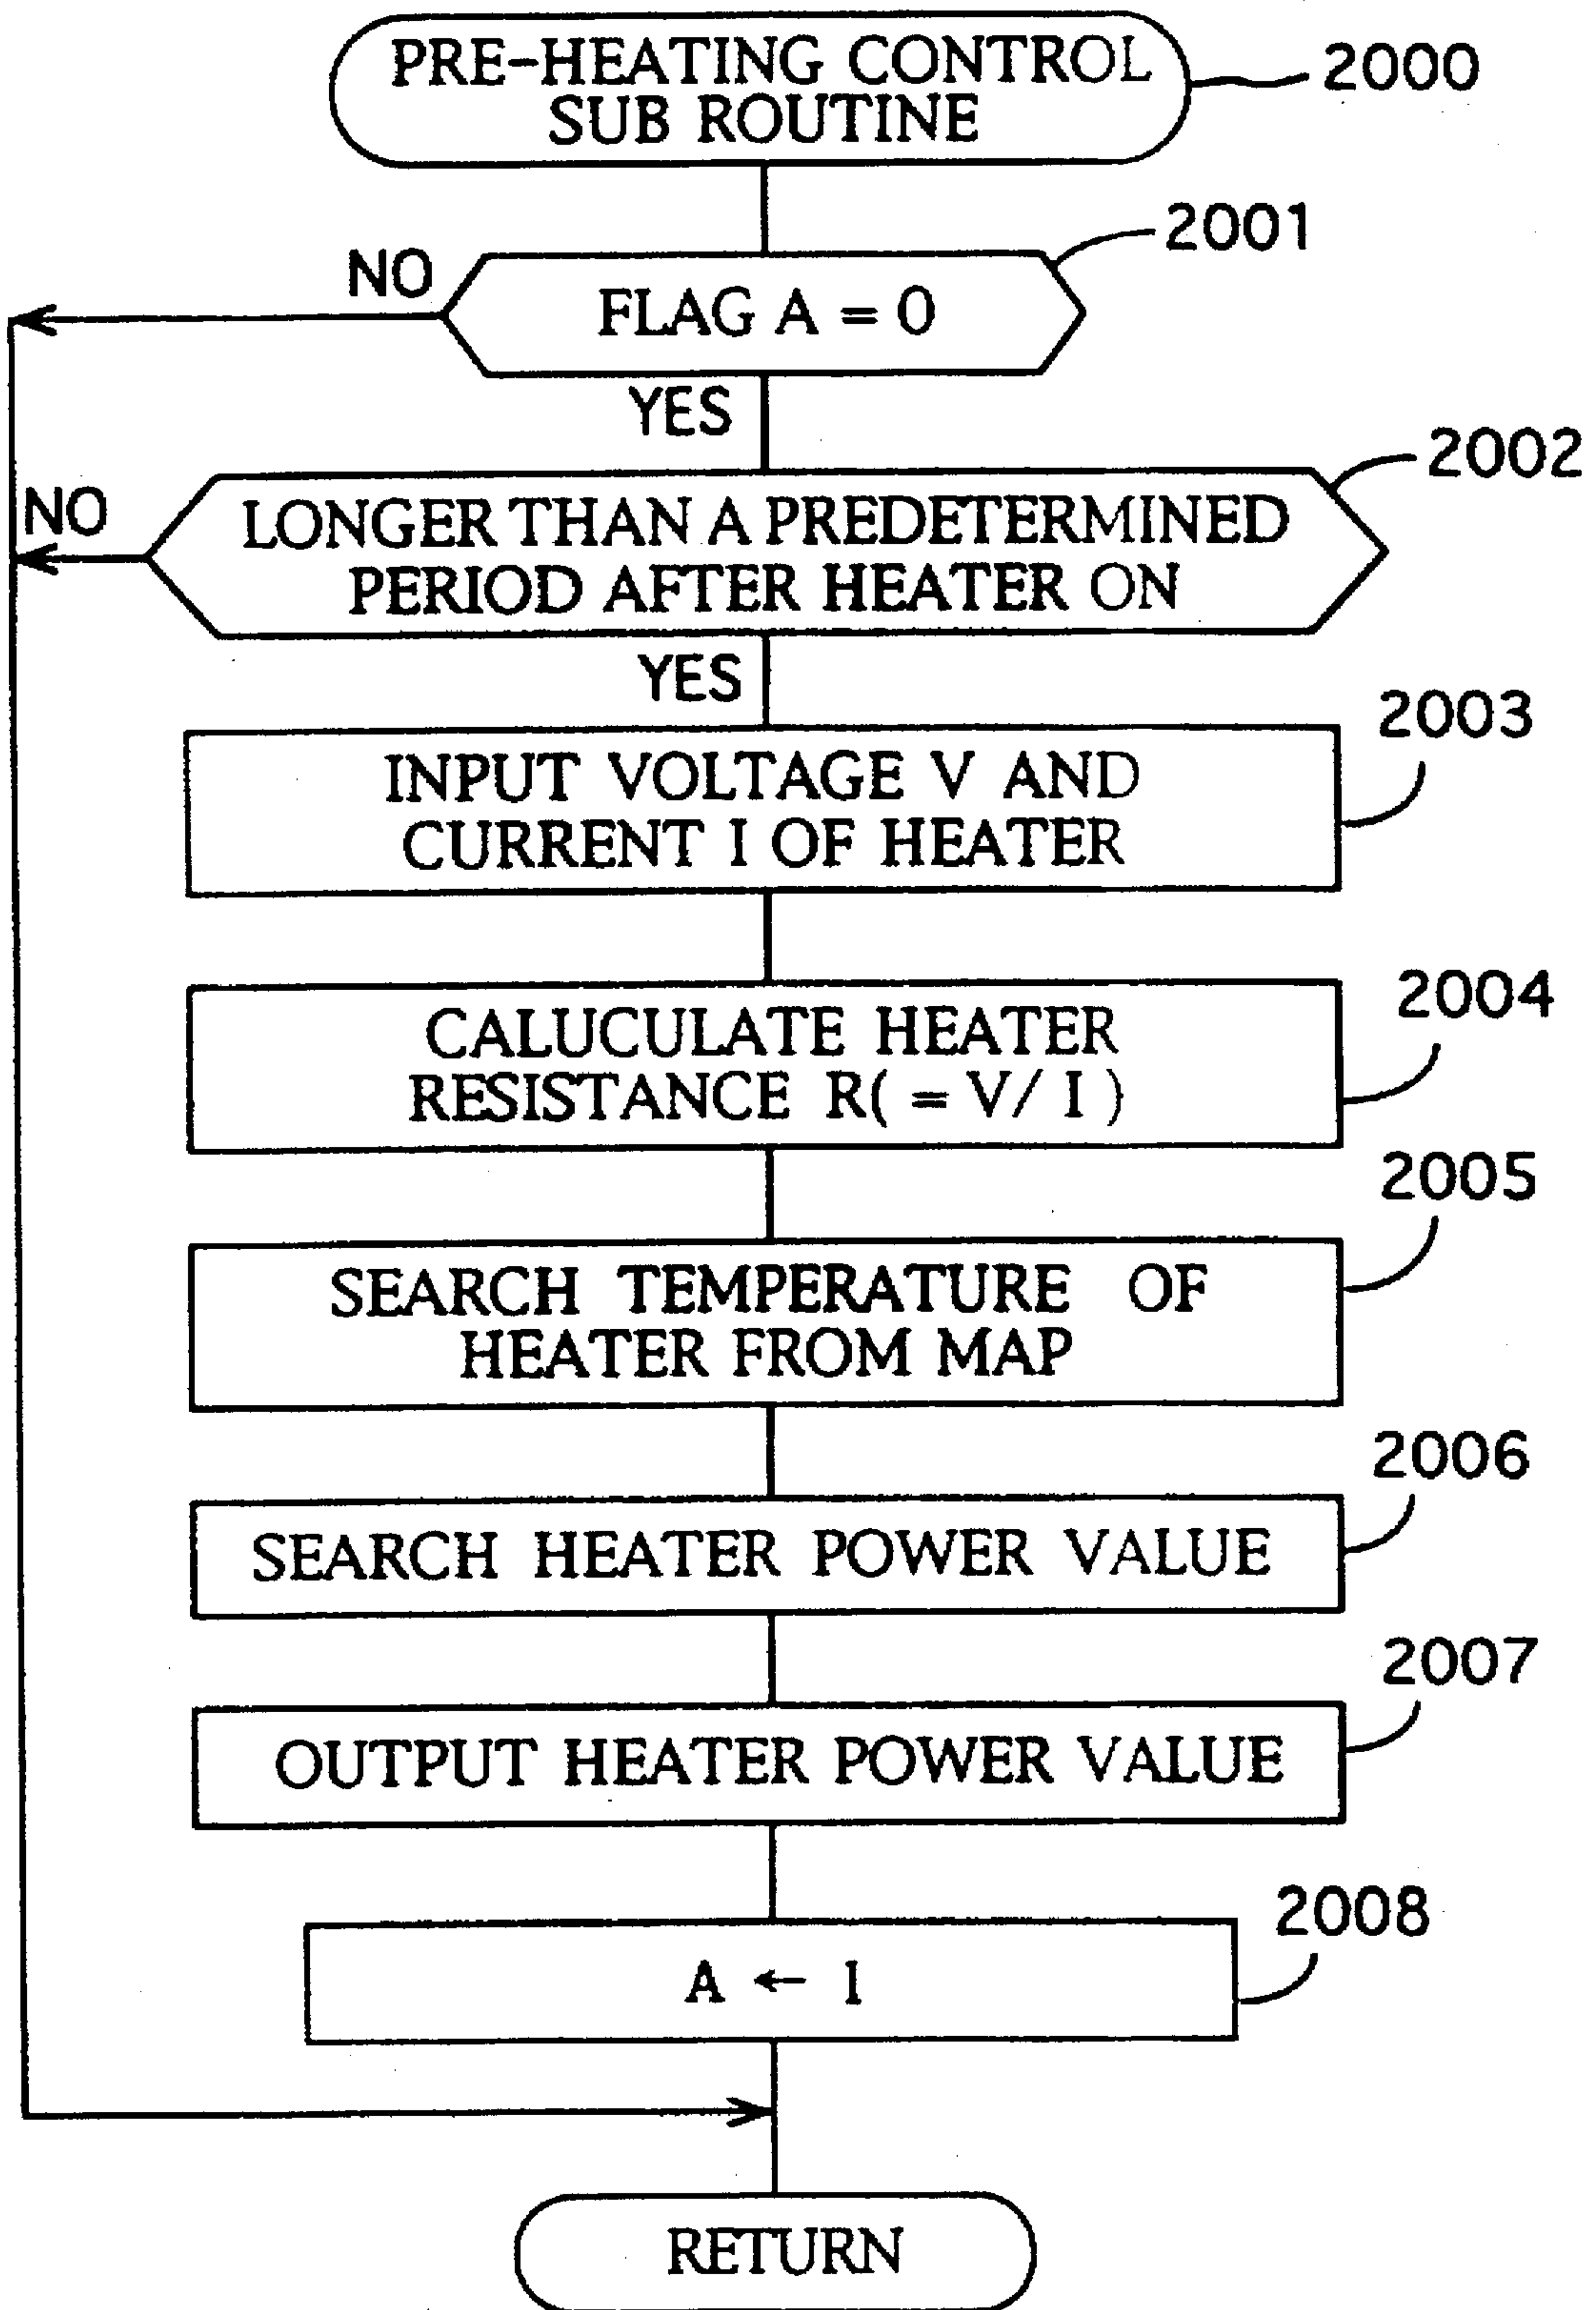 PRE-HEATING CONTROL
SUB ROUTINE
2000
2001
NO
FLAG A = 0
YES
2002
NO
LONGER THAN A PREDETERMINED
PERIOD AFTER HEATER ON
YES
2003
INPUT VOLTAGE V AND
CURRENT I OF HEATER
2004
CALUCULATE HEATER
RESISTANCE R( = V/ I )
2005
SEARCH TEMPERATURE OF
HEATER FROM MAP
2006
SEARCH HEATER POWER VALUE
2007
OUTPUT HEATER POWER VALUE
2008
A ← 1
RETURN